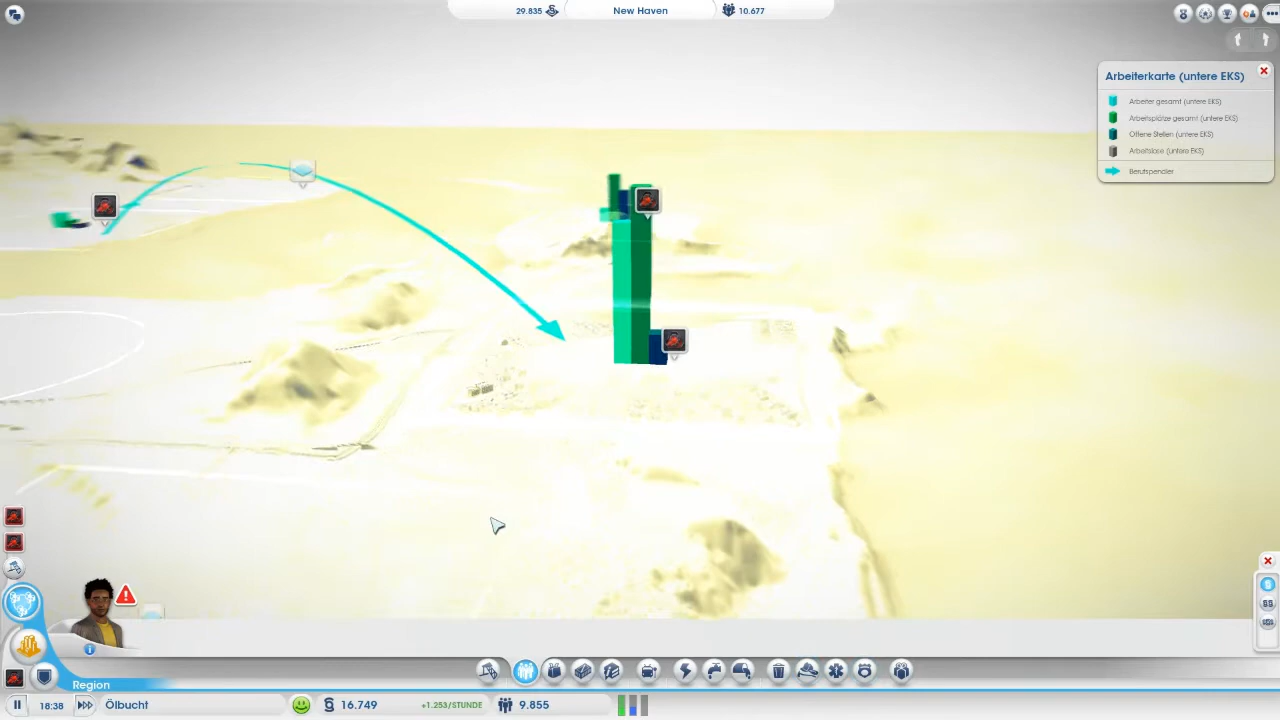 29.835
New Haven
10.677
Arbeiterkarte (untere EKS)
Arbeiter gesamt (untere EKS)
Arbeitsplätze gesamt (untere EKS)
Offene Stellen (untere EKS)
Arbeitslose (untere EKS)
Berufspendler
§
§§
§§§
Region
18:38
Ölbucht
16.749
+1.253/STUNDE
9.855